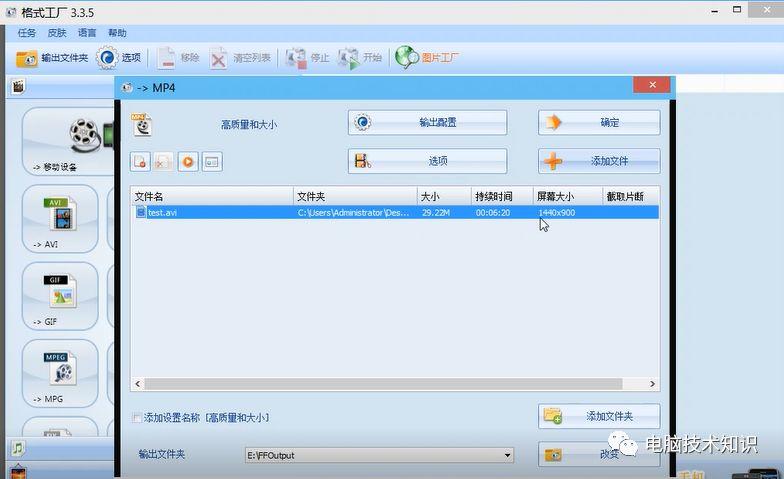 格式工厂 3.3.5
任务 皮肤 语言 帮助
输出文件夹 选项 移除 清空列表 停止 开始 图片工厂
-> MP4
MP4 高质量和大小 输出配置 确定
选项 添加文件
文件名 文件夹 大小 持续时间 屏幕大小 截取片断
test.avi C:\Users\Administrator\Des... 29.22M 00:06:20 1440x900
-> 移动设备
AVI
-> AVI
GIF
-> GIF
MPEG
-> MPG
添加设置名称 [高质量和大小] 添加文件夹
输出文件夹 E:\FFOutput 改变
电脑技术知识
手机